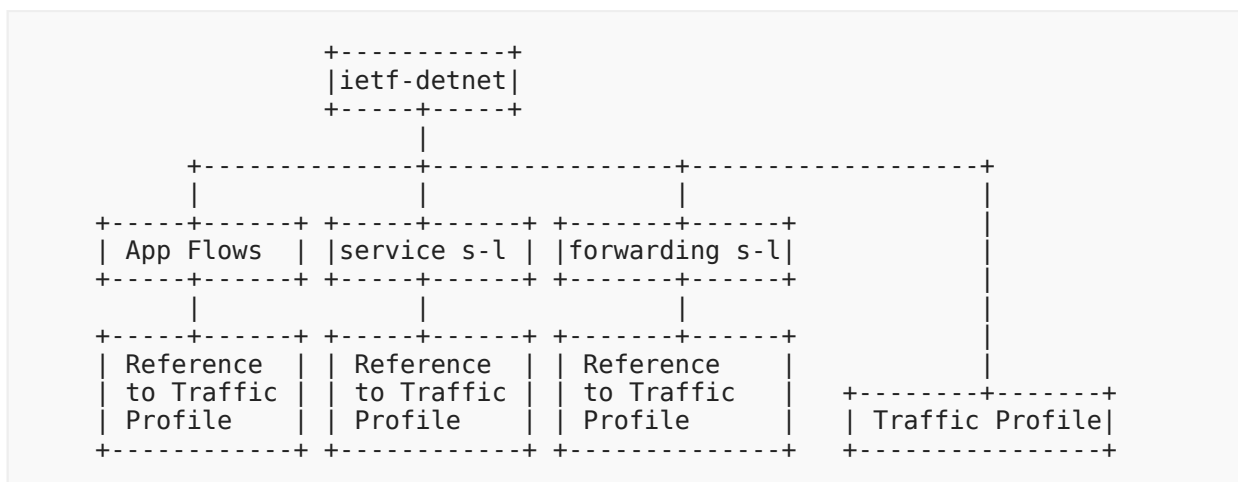 +-----------+
                 |ietf-detnet|
                 +-----+-----+
                       |
        +--------------+----------------+------------------+
        |              |                |                  |
  +-----+------+ +-----+------+ +-------+------+           |
  | App Flows  | |service s-l | |forwarding s-l|           |
  +-----+------+ +-----+------+ +-------+------+           |
        |              |                |                  |
  +-----+------+ +-----+------+ +-------+------+           |
  | Reference  | | Reference  | | Reference    |           |
  | to Traffic | | to Traffic | | to Traffic   |  +--------+-------+
  | Profile    | | Profile    | | Profile      |  | Traffic Profile|
  +------------+ +------------+ +--------------+  +----------------+